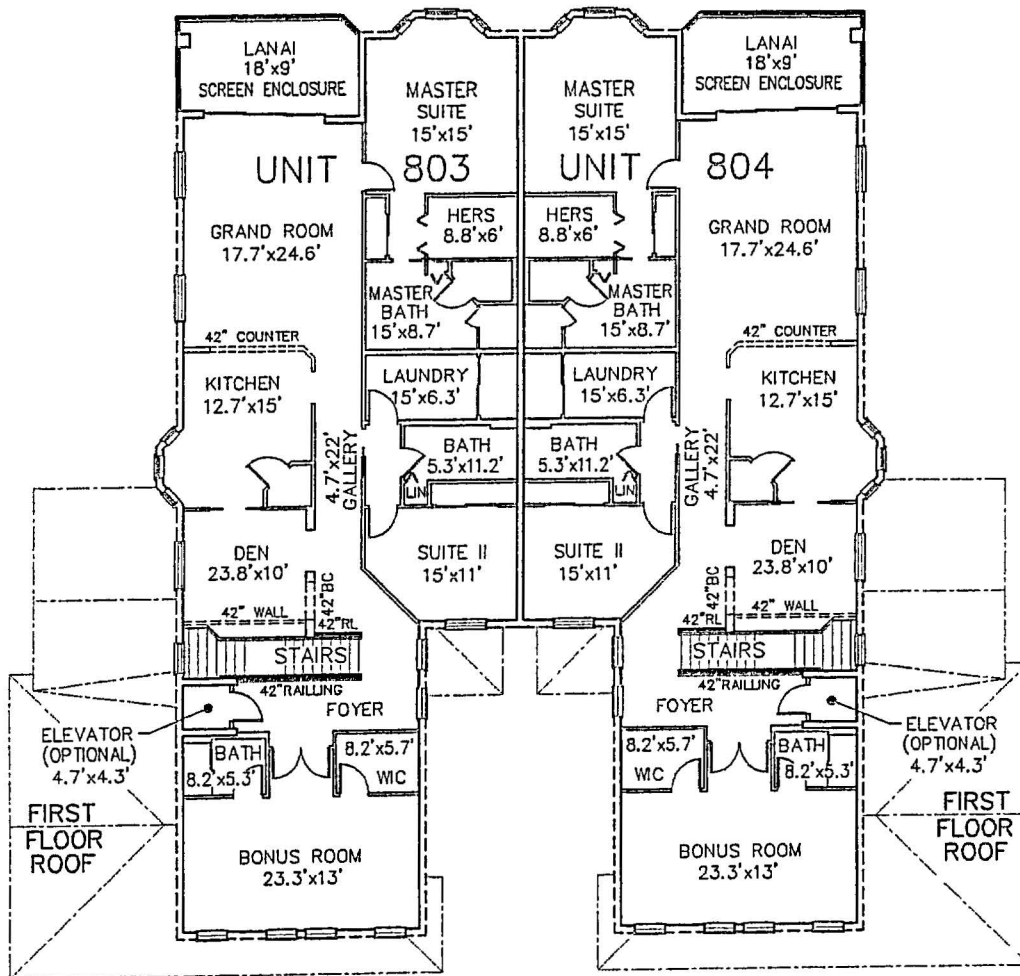 LANAI
18'x9'
SCREEN ENCLOSURE
MASTER
SUITE
15'x15'
UNIT 803
GRAND ROOM
17.7'x24.6'
HERS
8.8'x6'
MASTER
BATH
15'x8.7'
42" COUNTER
KITCHEN
12.7'x15'
LAUNDRY
15'x6.3'
4.7'x22'
GALLERY
BATH
5.3'x11.2'
LIN
DEN
23.8'x10'
SUITE II
15'x11'
42"BC
42" WALL
42"RL
STAIRS
42"RAILLING
FOYER
ELEVATOR
(OPTIONAL)
4.7'x4.3'
BATH
8.2'x5.3'
8.2'x5.7'
WIC
FIRST
FLOOR
ROOF
BONUS ROOM
23.3'x13'
MASTER
SUITE
15'x15'
LANAI
18'x9'
SCREEN ENCLOSURE
UNIT 804
HERS
8.8'x6'
GRAND ROOM
17.7'x24.6'
MASTER
BATH
15'x8.7'
42" COUNTER
LAUNDRY
15'x6.3'
KITCHEN
12.7'x15'
BATH
5.3'x11.2'
LIN
GALLERY
4.7'x22'
SUITE II
15'x11'
DEN
23.8'x10'
42"BC
42" WALL
42"RL
STAIRS
42"RAILLING
FOYER
ELEVATOR
(OPTIONAL)
4.7'x4.3'
8.2'x5.7'
WIC
BATH
8.2'x5.3'
FIRST
FLOOR
ROOF
BONUS ROOM
23.3'x13'